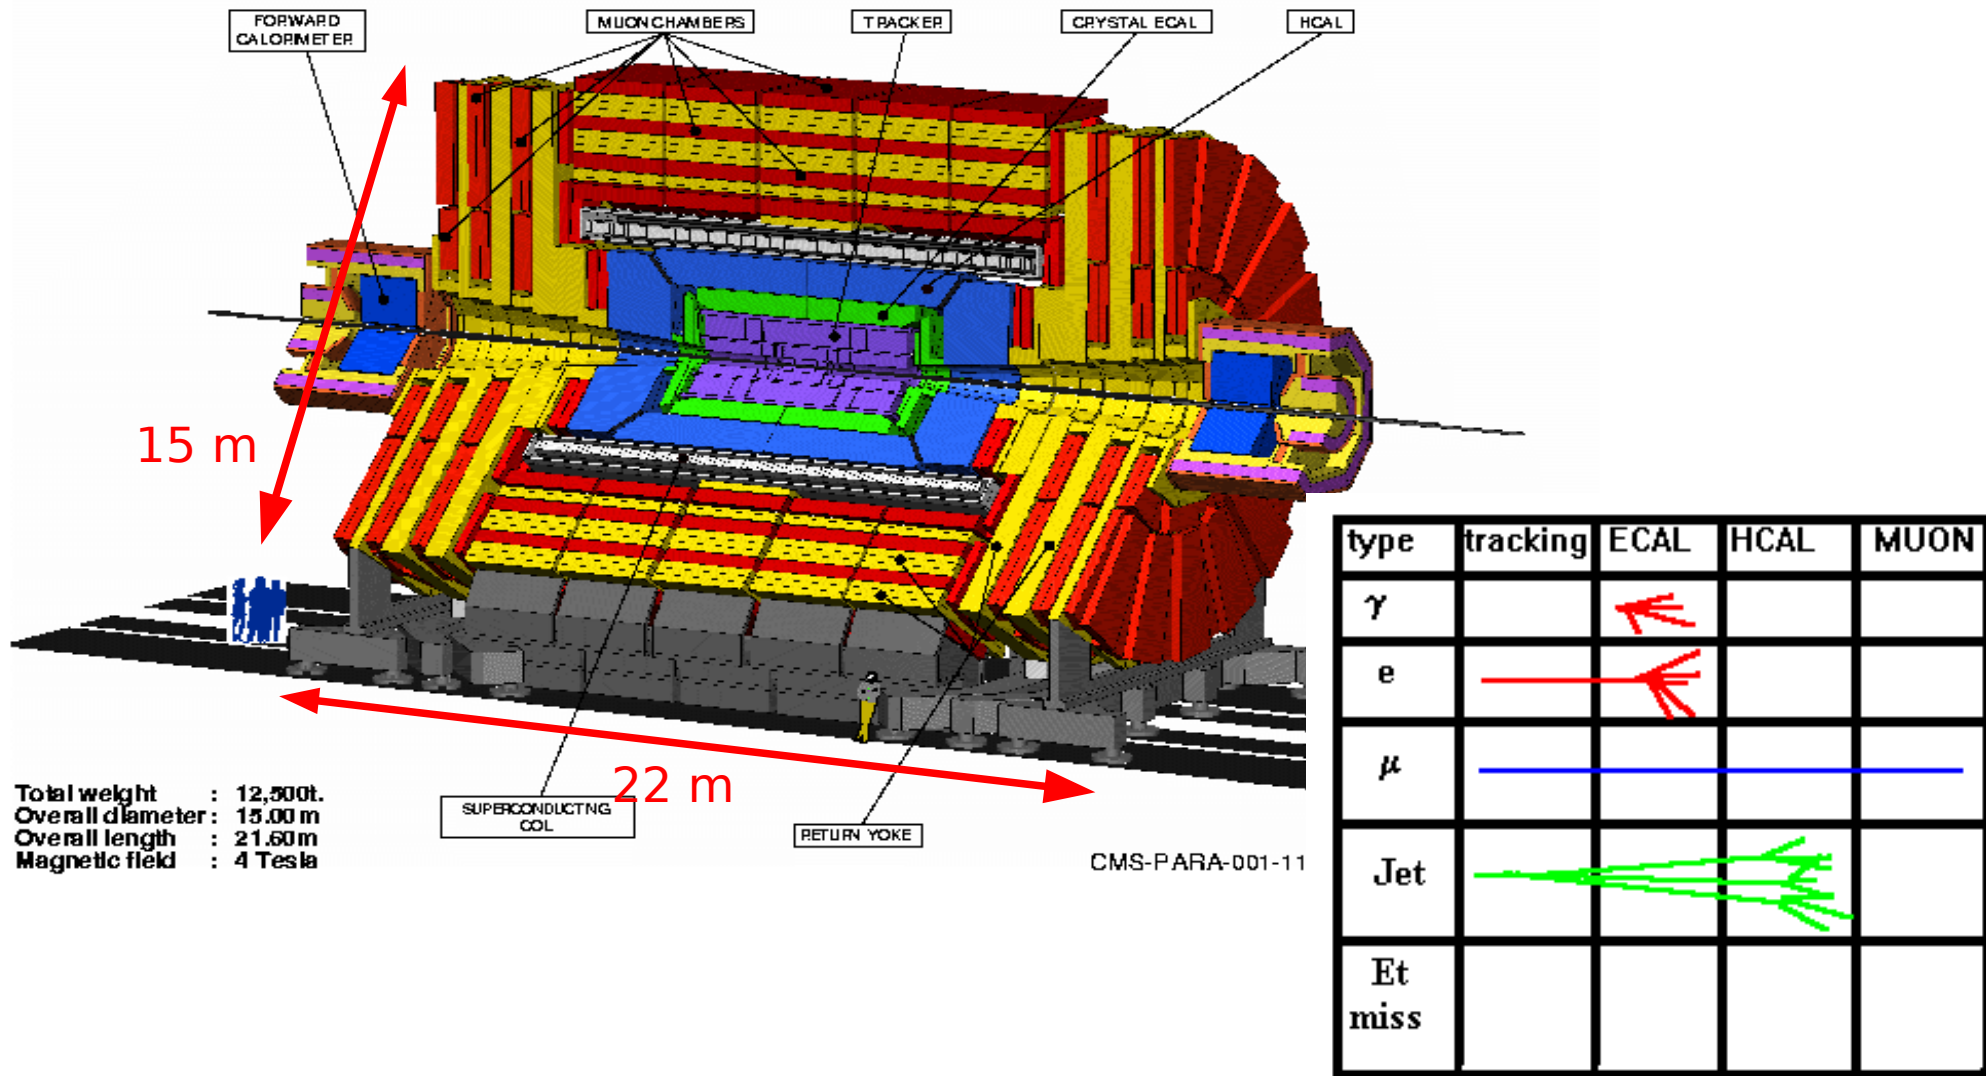 FORWARD
CALORIMETER
MUON CHAMBERS
TRACKER
CRYSTAL ECAL
HCAL
15 m
22 m
SUPERCONDUCTING
COIL
RETURN YOKE
Total weight : 12,500t.
Overall diameter : 15.00 m
Overall length : 21.60m
Magnetic field : 4 Tesla
CMS-PARA-001-11
type tracking ECAL HCAL MUON
γ
e
μ
Jet
Et
miss